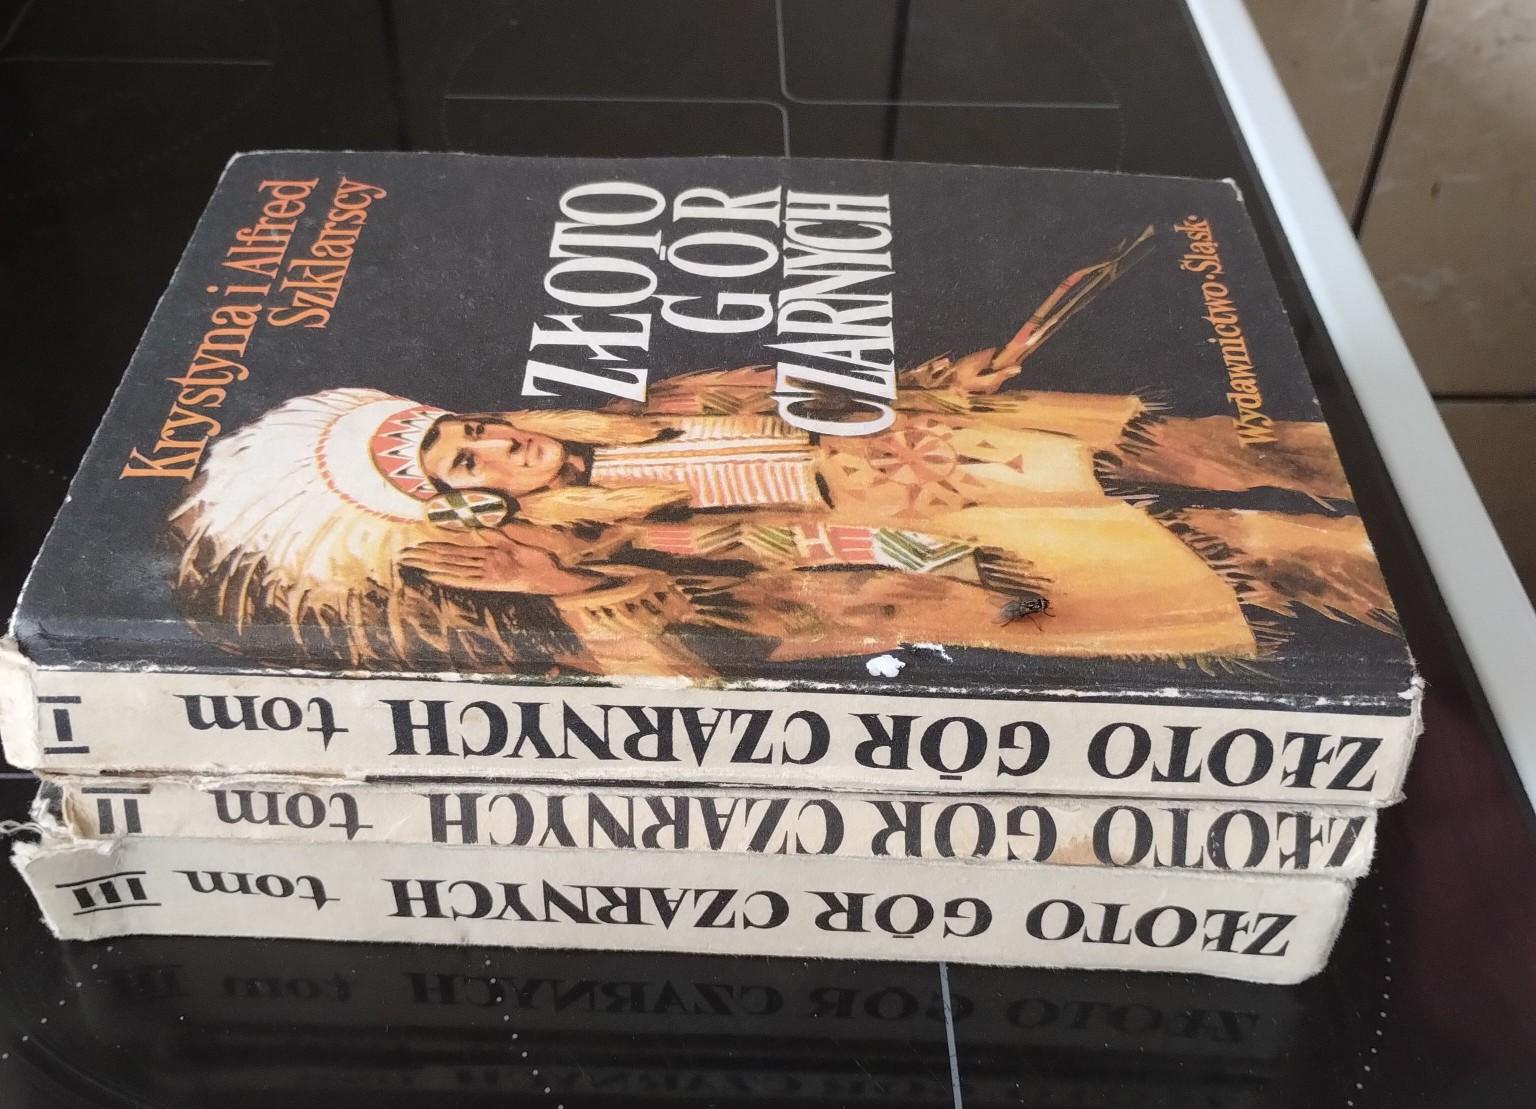 Krystyna i Alfred
Szklarscy
ZŁOTO
GÓR
CZARNYCH
Wydawnictwo·Śląsk·
ZŁOTO GÓR CZARNYCH tom I
ZŁOTO GÓR CZARNYCH tom II
ZŁOTO GÓR CZARNYCH tom III